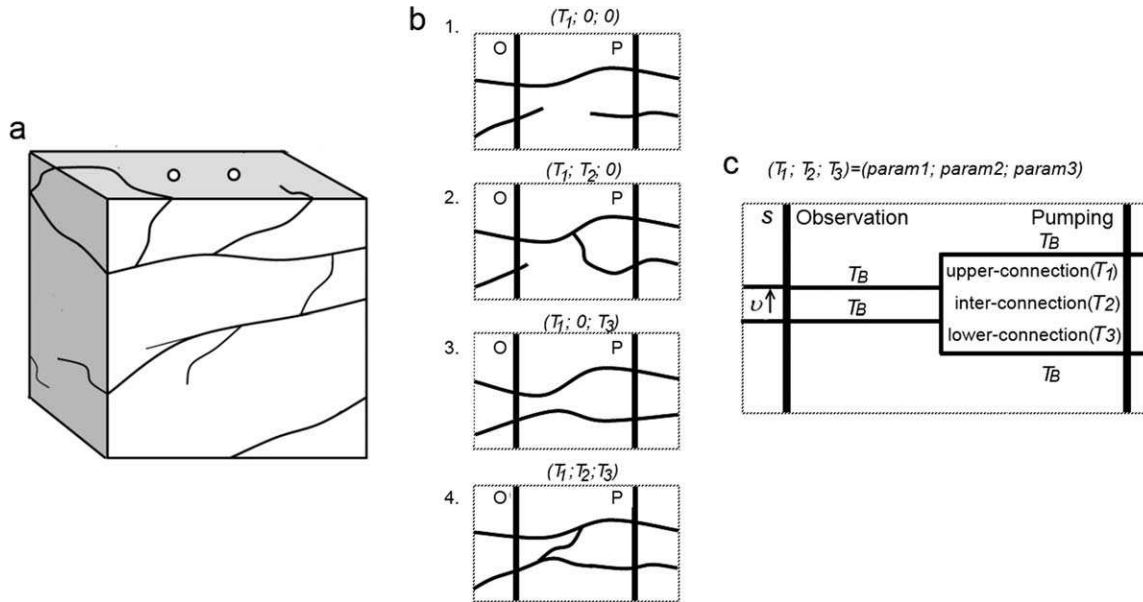 a
b
1.
(T1; 0; 0)
O P
2.
(T1; T2; 0)
O P
3.
(T1; 0; T3)
O P
4.
(T1;T2;T3)
O P
c
(T1; T2; T3)=(param1; param2; param3)
s Observation Pumping
TB
TB upper-connection(T1)
υ TB inter-connection(T2)
lower-connection(T3)
TB